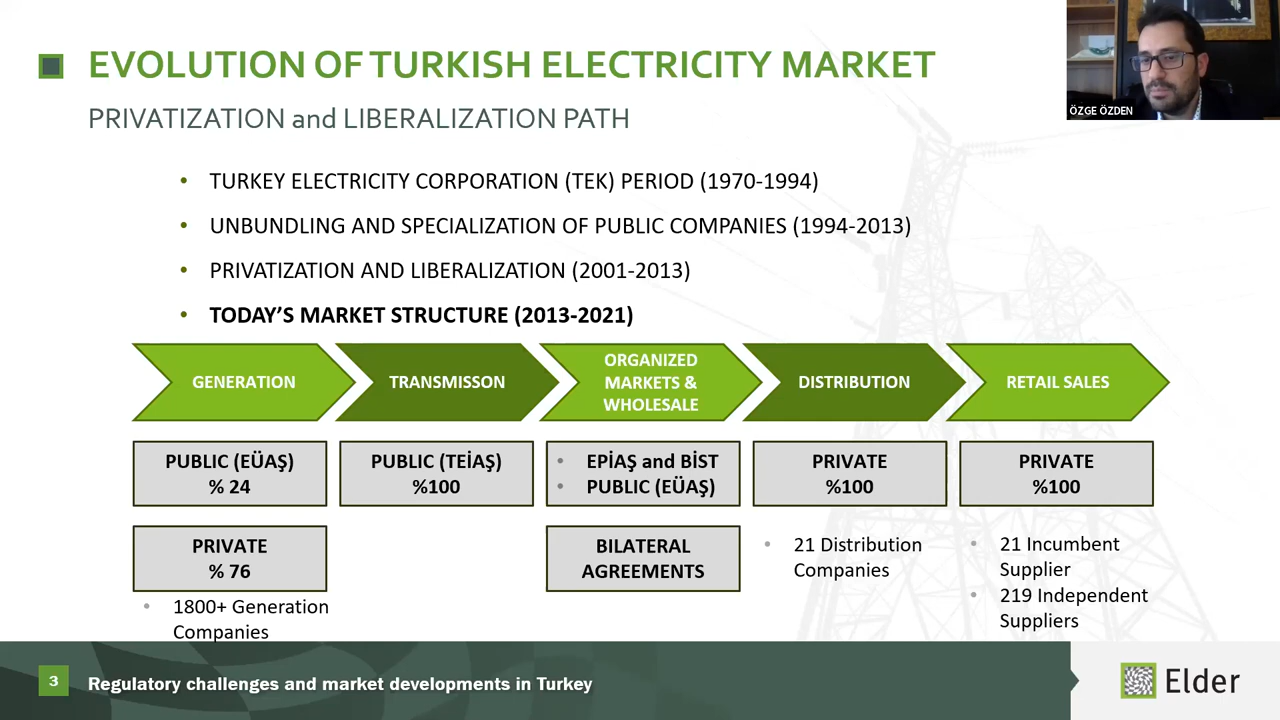 EVOLUTION OF TURKISH ELECTRICITY MARKET
ÖZGE ÖZDEN
PRIVATIZATION and LIBERALIZATION PATH
• TURKEY ELECTRICITY CORPORATION (TEK) PERIOD (1970-1994)
• UNBUNDLING AND SPECIALIZATION OF PUBLIC COMPANIES (1994-2013)
• PRIVATIZATION AND LIBERALIZATION (2001-2013)
• TODAY'S MARKET STRUCTURE (2013-2021)
GENERATION
TRANSMISSON
ORGANIZED
MARKETS &
WHOLESALE
DISTRIBUTION
RETAIL SALES
PUBLIC (EÜAŞ)
% 24
PUBLIC (TEİAŞ)
%100
• EPİAŞ and BİST
• PUBLIC (EÜAŞ)
PRIVATE
%100
PRIVATE
%100
PRIVATE
% 76
BILATERAL
AGREEMENTS
• 21 Distribution
Companies
• 21 Incumbent
Supplier
• 219 Independent
Suppliers
• 1800+ Generation
Companies
3
Regulatory challenges and market developments in Turkey
Elder